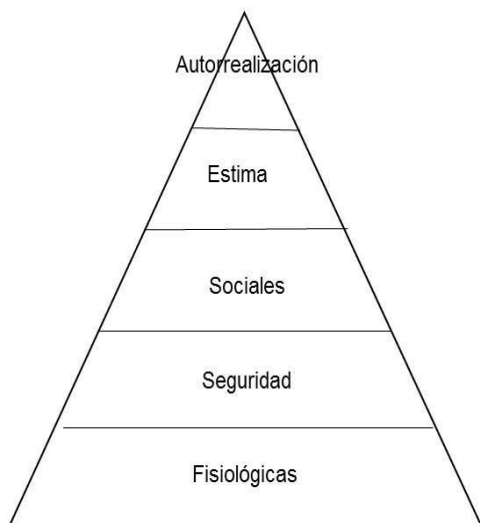 Autorrealización
Estima
Sociales
Seguridad
Fisiológicas